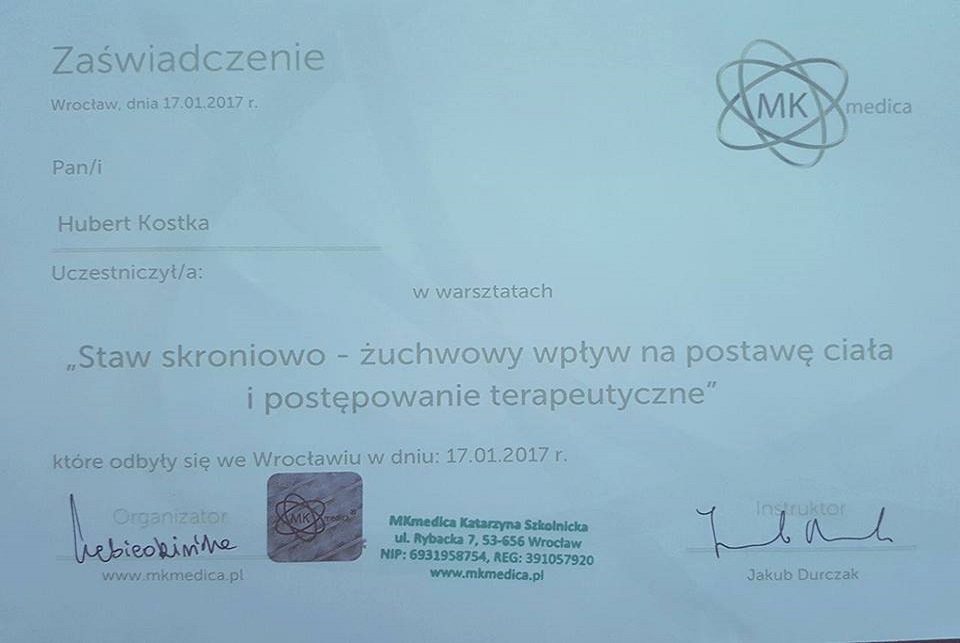 Zaświadczenie
Wrocław, dnia 17.01.2017 r.
MK medica
Pan/i
Hubert Kostka
Uczestniczył/a:
w warsztatach
„Staw skroniowo - żuchwowy wpływ na postawę ciała
i postępowanie terapeutyczne”
które odbyły się we Wrocławiu w dniu: 17.01.2017 r.
Organizator
www.mkmedica.pl
MK medica®
MKmedica Katarzyna Szkolnicka
ul. Rybacka 7, 53-656 Wrocław
NIP: 6931958754, REG: 391057920
www.mkmedica.pl
Instruktor
Jakub Durczak